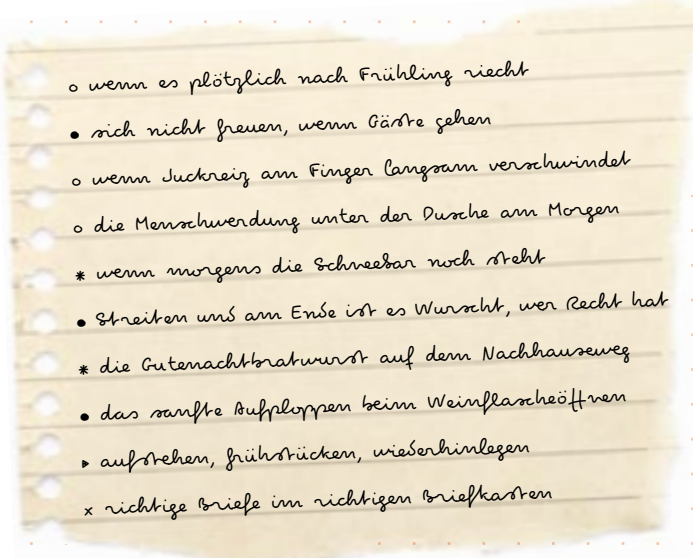 o wenn es plötzlich nach Frühling riecht
• sich nicht freuen, wenn Gäste gehen
o wenn Juckreiz am Finger langsam verschwindet
o die Menschwerdung unter der Dusche am Morgen
* wenn morgens die Schneebar noch steht
• Streiten und am Ende ist es Wurscht, wer Recht hat
* die Gutenachtbratwurst auf dem Nachhauseweg
• das sanfte Aufploppen beim Weinflascheöffnen
▸ aufstehen, frühstücken, wiederhinlegen
x richtige Briefe im richtigen Briefkasten